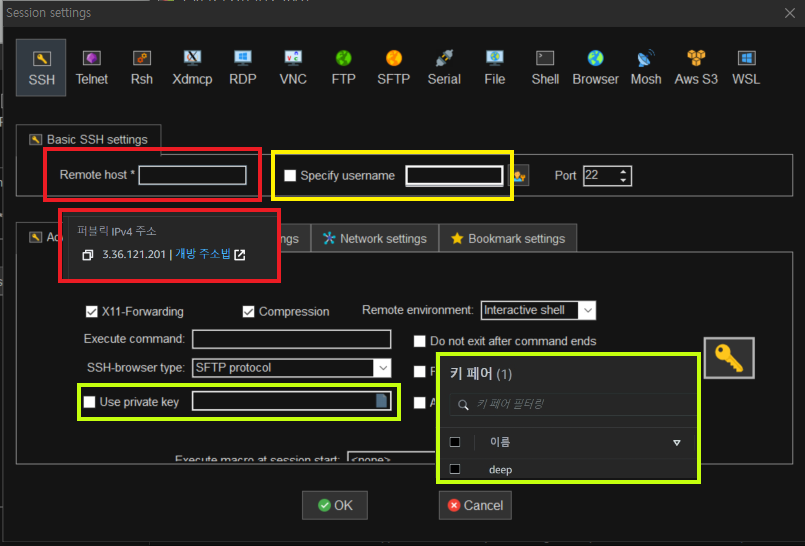 Session settings
SSH
Telnet
Rsh
Xdmcp
RDP
VNC
FTP
SFTP
Serial
File
Shell
Browser
Mosh
Aws S3
WSL
Basic SSH settings
Remote host *
Specify username
Port
22
퍼블릭 IPv4 주소
3.36.121.201 | 개방 주소법
Network settings
Bookmark settings
X11-Forwarding
Compression
Remote environment:
Interactive shell
Execute command:
Do not exit after command ends
SSH-browser type:
SFTP protocol
Use private key
키 페어 (1)
키 페어 필터링
이름
deep
Execute macro at session start:
<none>
OK
Cancel